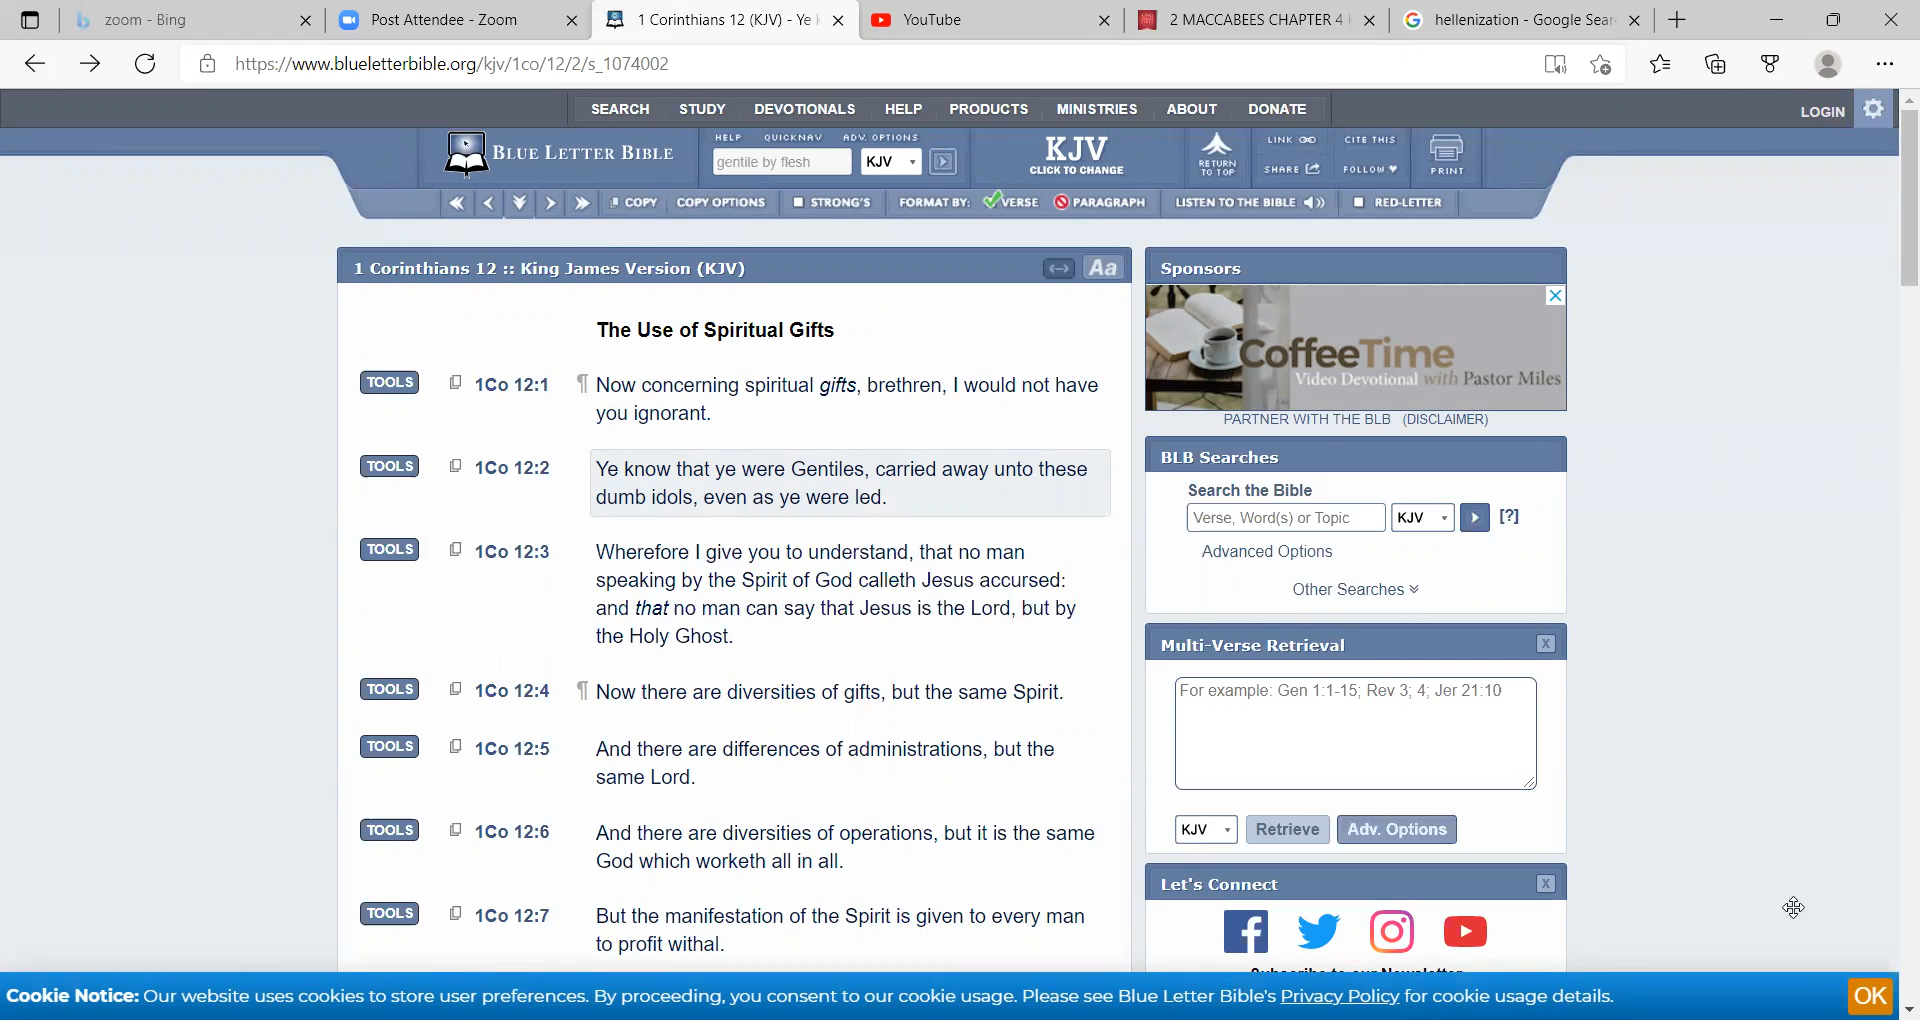 zoom - Bing
Post Attendee - Zoom
1 Corinthians 12 (KJV) - Ye
YouTube
2 MACCABEES CHAPTER 4
hellenization - Google Sear
https://www.blueletterbible.org/kjv/1co/12/2/s_1074002
SEARCH STUDY DEVOTIONALS HELP PRODUCTS MINISTRIES ABOUT DONATE
LOGIN
BLUE LETTER BIBLE
HELP QUICKNAV ADV. OPTIONS
gentile by flesh KJV
KJV
CLICK TO CHANGE
RETURN
TO TOP
LINK
CITE THIS
SHARE
FOLLOW
PRINT
COPY COPY OPTIONS STRONG'S FORMAT BY: VERSE PARAGRAPH LISTEN TO THE BIBLE RED-LETTER
1 Corinthians 12 :: King James Version (KJV)
Aa
The Use of Spiritual Gifts
TOOLS 1Co 12:1 ¶ Now concerning spiritual gifts, brethren, I would not have
you ignorant.
TOOLS 1Co 12:2 Ye know that ye were Gentiles, carried away unto these
dumb idols, even as ye were led.
TOOLS 1Co 12:3 Wherefore I give you to understand, that no man
speaking by the Spirit of God calleth Jesus accursed:
and that no man can say that Jesus is the Lord, but by
the Holy Ghost.
TOOLS 1Co 12:4 ¶ Now there are diversities of gifts, but the same Spirit.
TOOLS 1Co 12:5 And there are differences of administrations, but the
same Lord.
TOOLS 1Co 12:6 And there are diversities of operations, but it is the same
God which worketh all in all.
TOOLS 1Co 12:7 But the manifestation of the Spirit is given to every man
to profit withal.
Sponsors
CoffeeTime
Video Devotional with Pastor Miles
PARTNER WITH THE BLB (DISCLAIMER)
BLB Searches
Search the Bible
Verse, Word(s) or Topic KJV [?]
Advanced Options
Other Searches
Multi-Verse Retrieval X
For example: Gen 1:1-15; Rev 3; 4; Jer 21:10
KJV Retrieve Adv. Options
Let's Connect X
Subscribe to our Newsletter
Cookie Notice: Our website uses cookies to store user preferences. By proceeding, you consent to our cookie usage. Please see Blue Letter Bible's Privacy Policy for cookie usage details.
OK